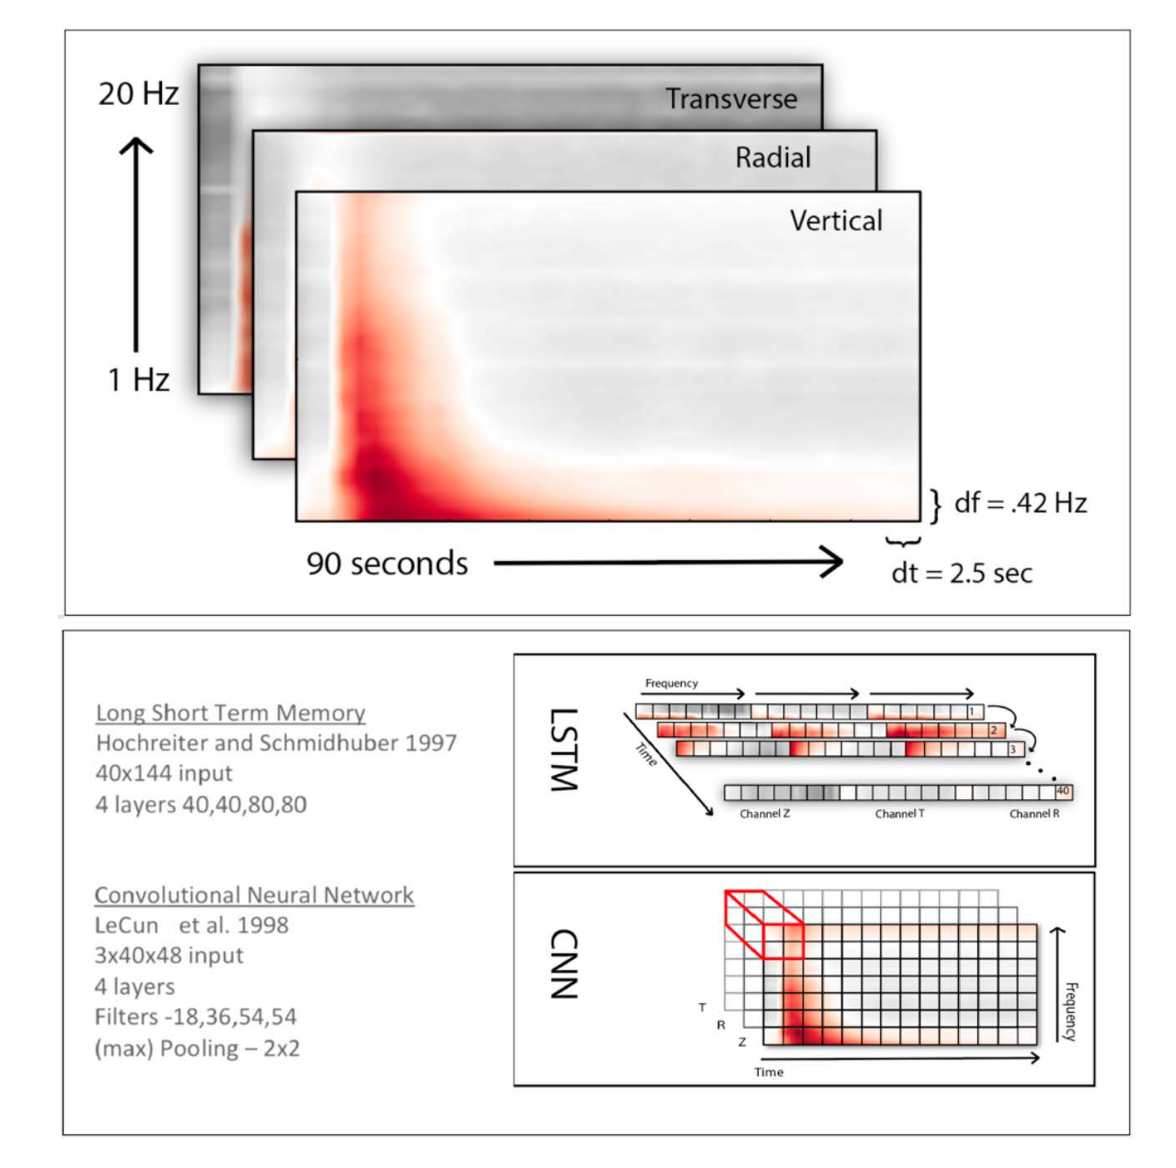 20 Hz
1 Hz
Transverse
Radial
Vertical
} df = .42 Hz
90 seconds
dt = 2.5 sec
Long Short Term Memory
Hochreiter and Schmidhuber 1997
40x144 input
4 layers 40,40,80,80
LSTM
Frequency
Time
1
2
3
40
Channel Z
Channel T
Channel R
Convolutional Neural Network
LeCun et al. 1998
3x40x48 input
4 layers
Filters -18,36,54,54
(max) Pooling – 2x2
CNN
T
R
Z
Frequency
Time